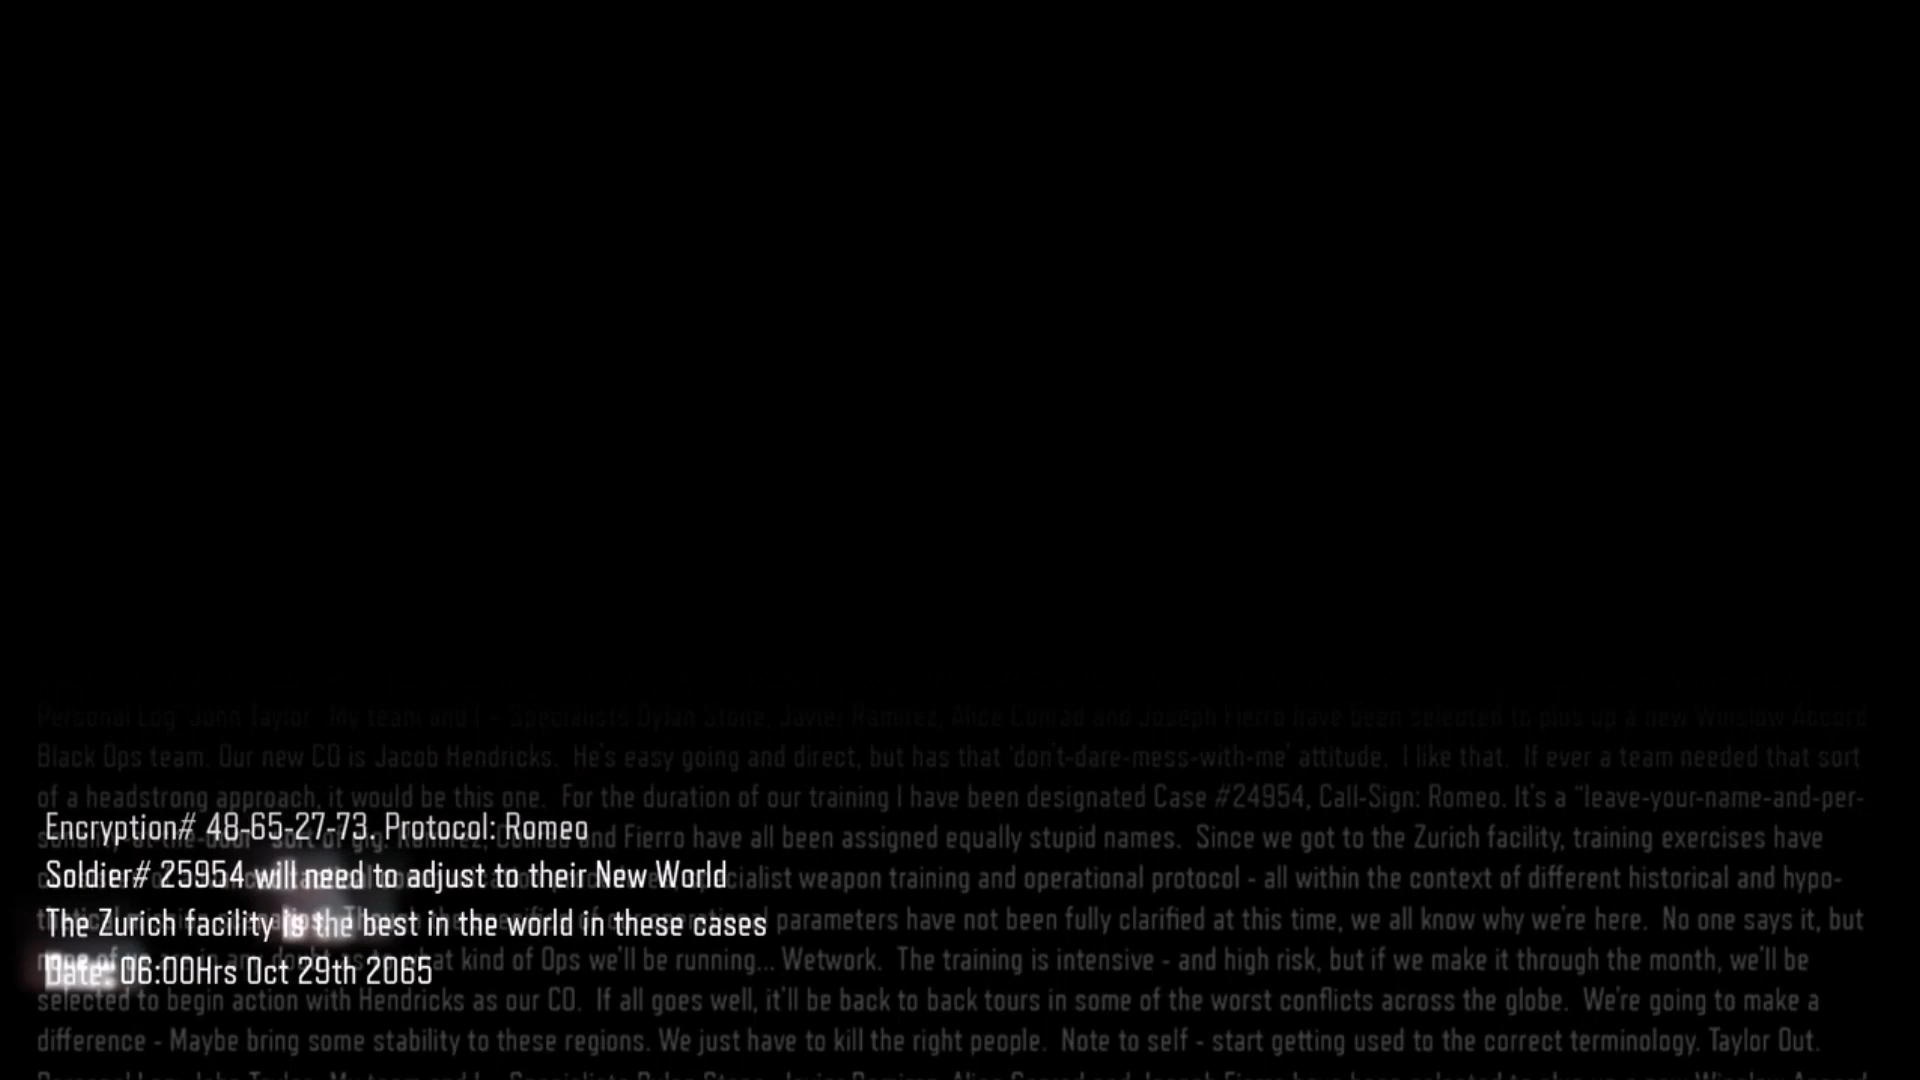 Personal Log John Taylor. My team and I - Specialists Dylan Stone, Javier Ramirez, Alice Conrad and Joseph Fierro have been selected to plus up a new Winslow Accord
Black Ops team. Our new CO is Jacob Hendricks. He's easy going and direct, but has that 'don't-dare-mess-with-me' attitude. I like that. If ever a team needed that sort
of a headstrong approach, it would be this one. For the duration of our training I have been designated Case #24954, Call-Sign: Romeo. It's a "leave-your-name-and-per-
Encryption# 48-65-27-73. Protocol: Romeo
and Fierro have all been assigned equally stupid names. Since we got to the Zurich facility, training exercises have
Soldier# 25954 will need to adjust to their New World
weapon training and operational protocol - all within the context of different historical and hypo-
The Zurich facility is the best in the world in these cases
parameters have not been fully clarified at this time, we all know why we're here. No one says it, but
Date: 06:00Hrs Oct 29th 2065
kind of Ops we'll be running... Wetwork. The training is intensive - and high risk, but if we make it through the month, we'll be
selected to begin action with Hendricks as our CO. If all goes well, it'll be back to back tours in some of the worst conflicts across the globe. We're going to make a
difference - Maybe bring some stability to these regions. We just have to kill the right people. Note to self - start getting used to the correct terminology. Taylor Out.